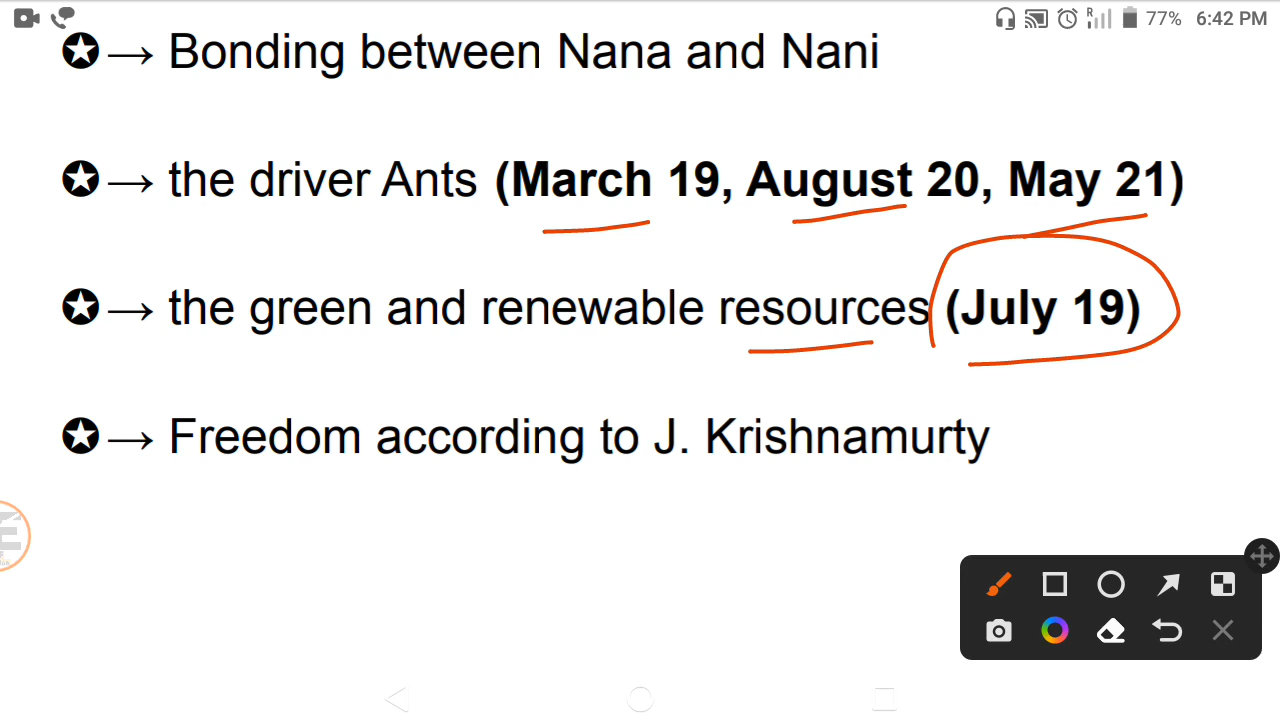 R 77% 6:42 PM
✪→ Bonding between Nana and Nani
✪→ the driver Ants (March 19, August 20, May 21)
✪→ the green and renewable resources (July 19)
✪→ Freedom according to J. Krishnamurty